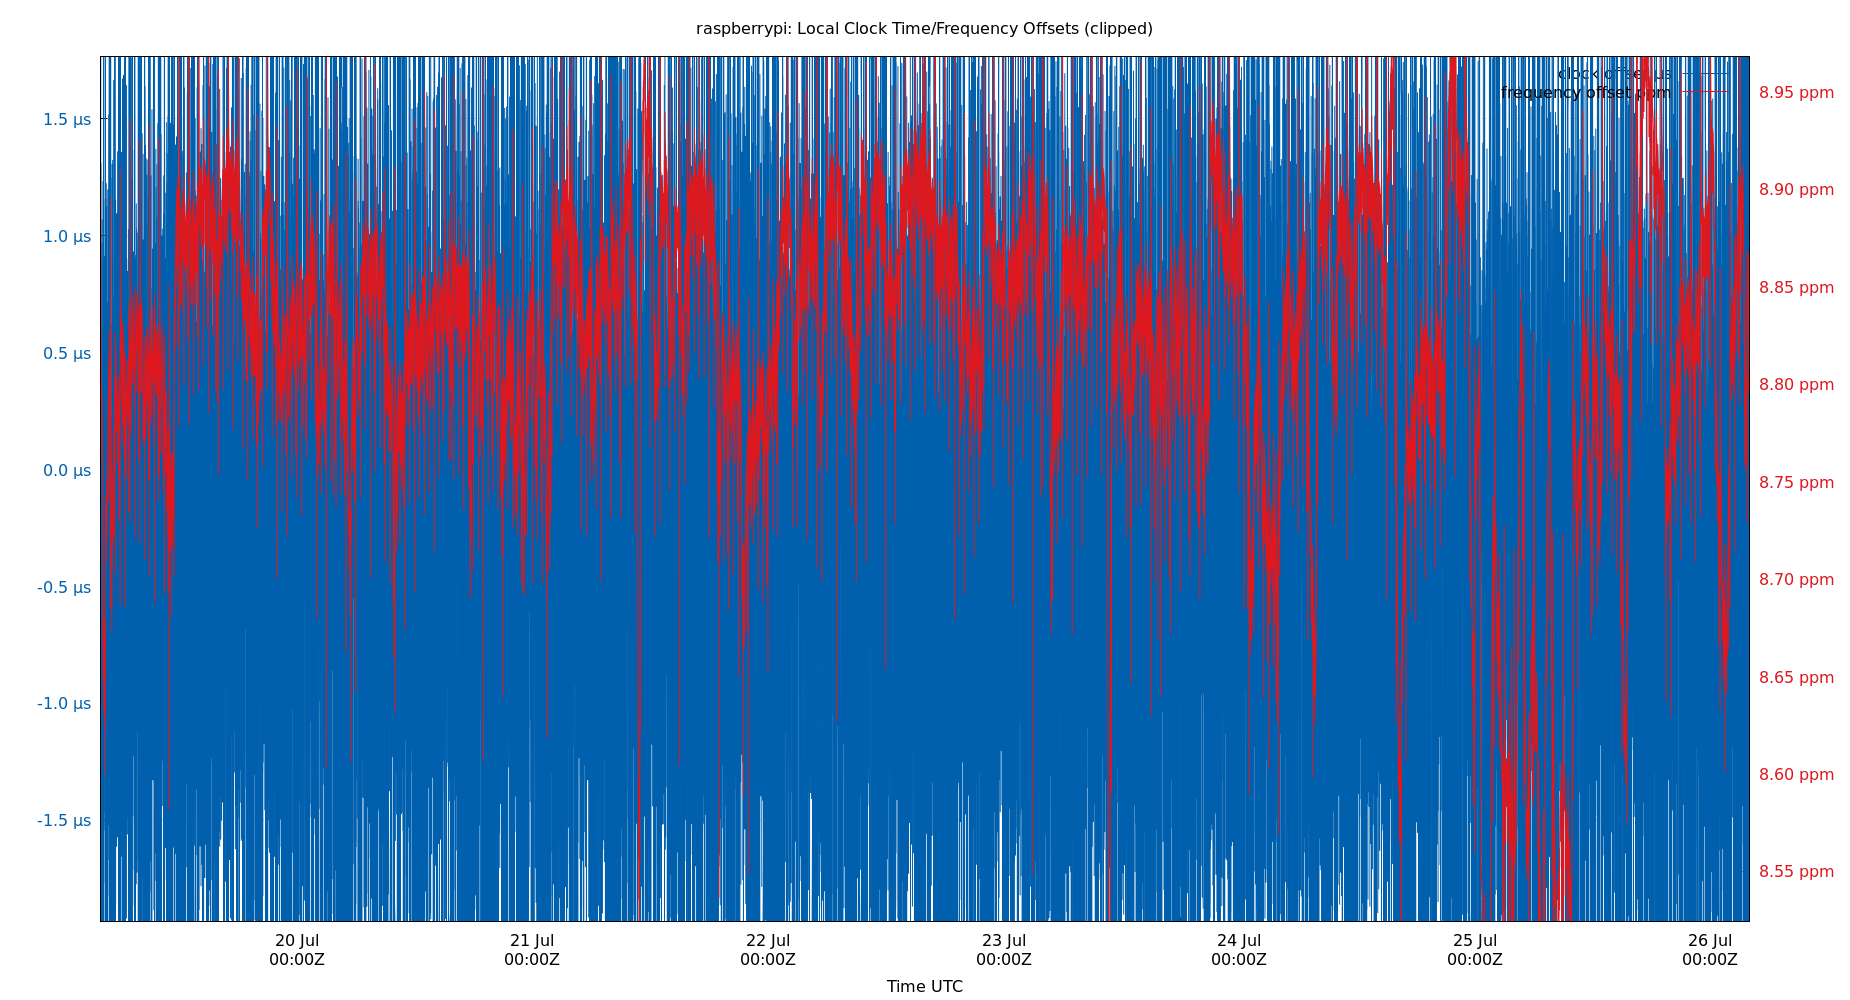 raspberrypi: Local Clock Time/Frequency Offsets (clipped)
clock offset μs
frequency offset ppm
1.5 μs
1.0 μs
0.5 μs
0.0 μs
-0.5 μs
-1.0 μs
-1.5 μs
8.95 ppm
8.90 ppm
8.85 ppm
8.80 ppm
8.75 ppm
8.70 ppm
8.65 ppm
8.60 ppm
8.55 ppm
20 Jul
00:00Z
21 Jul
00:00Z
22 Jul
00:00Z
23 Jul
00:00Z
24 Jul
00:00Z
25 Jul
00:00Z
26 Jul
00:00Z
Time UTC